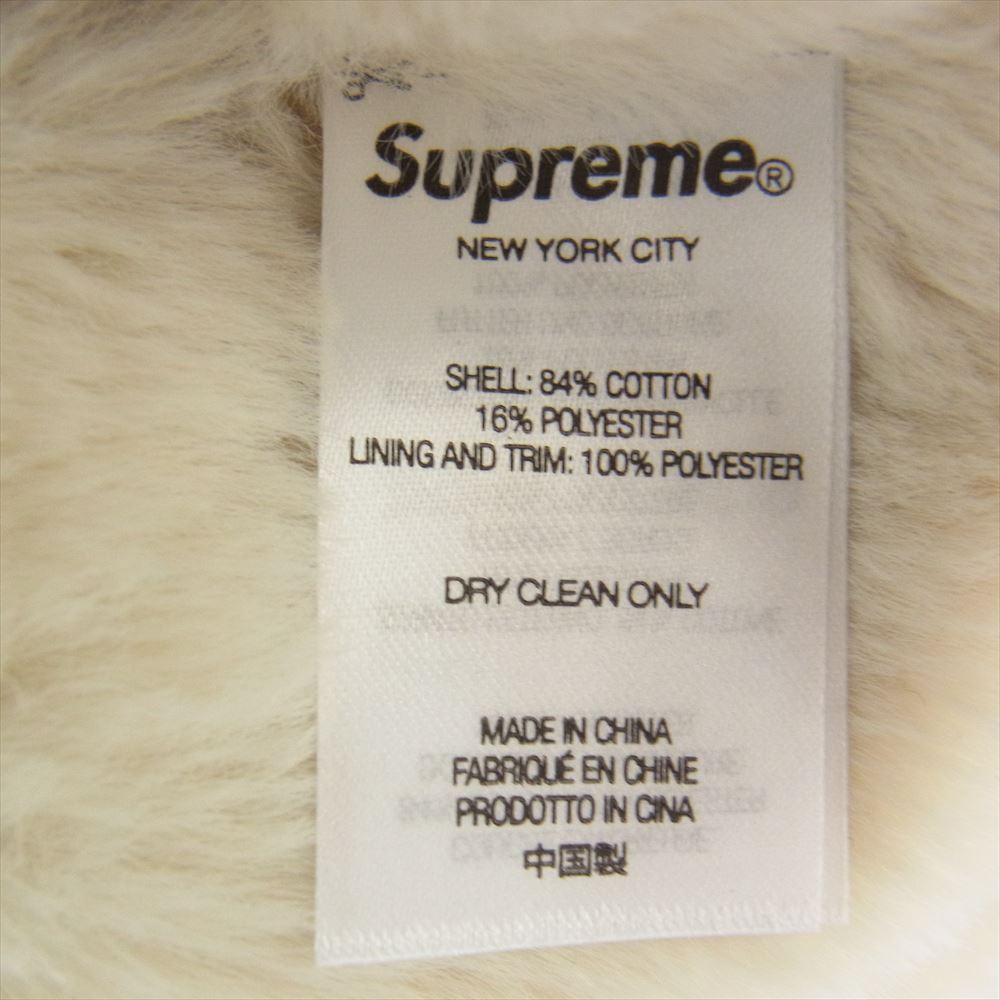 Supreme®
NEW YORK CITY
SHELL: 84% COTTON
16% POLYESTER
LINING AND TRIM: 100% POLYESTER
DRY CLEAN ONLY
MADE IN CHINA
FABRIQUÉ EN CHINE
PRODOTTO IN CINA
中国製